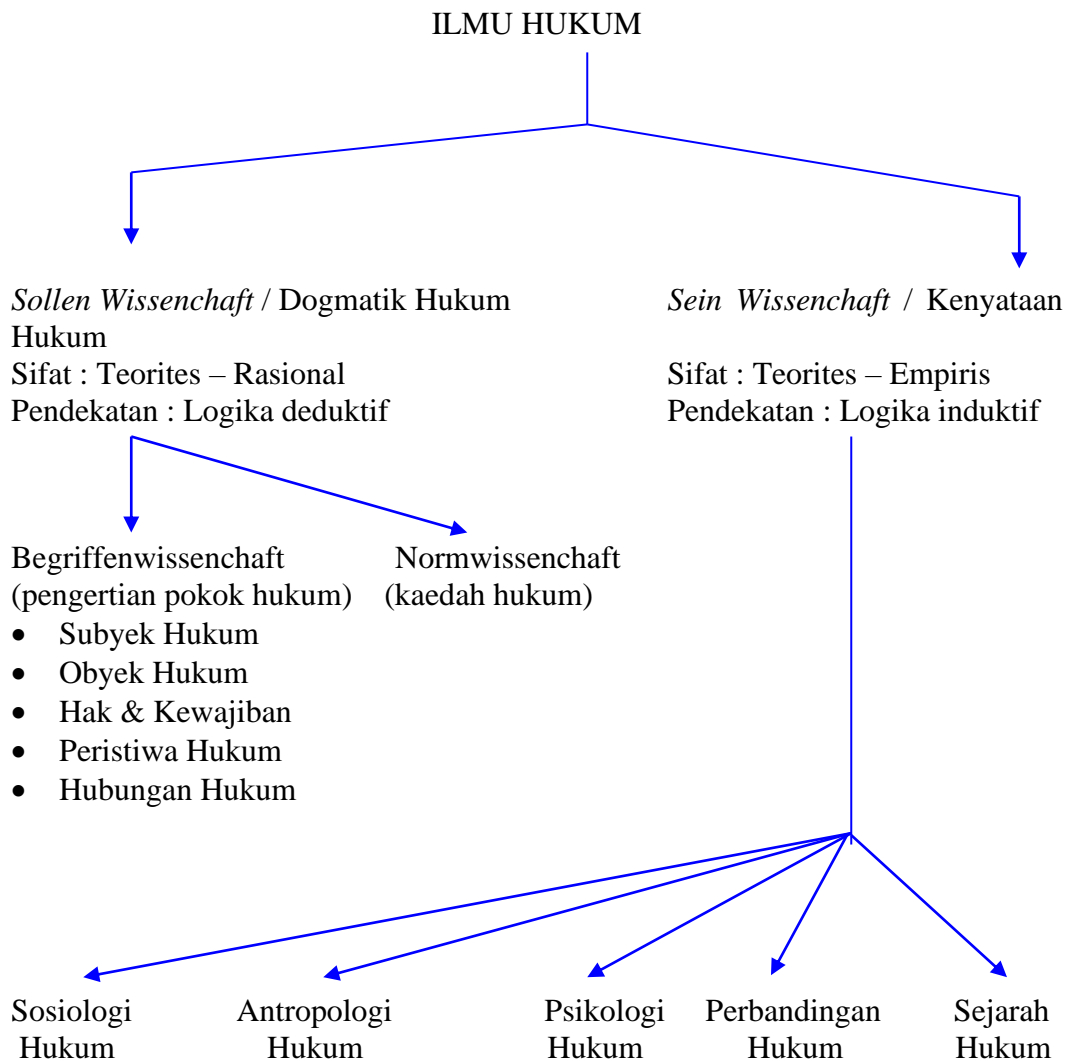 ILMU HUKUM
Sollen Wissenchaft / Dogmatik Hukum
Hukum
Sifat : Teorites – Rasional
Pendekatan : Logika deduktif
Sein Wissenchaft / Kenyataan
Sifat : Teorites – Empiris
Pendekatan : Logika induktif
Begriffenwissenchaft
(pengertian pokok hukum)
• Subyek Hukum
• Obyek Hukum
• Hak & Kewajiban
• Peristiwa Hukum
• Hubungan Hukum
Normwissenchaft
(kaedah hukum)
Sosiologi
Hukum
Antropologi
Hukum
Psikologi
Hukum
Perbandingan
Hukum
Sejarah
Hukum